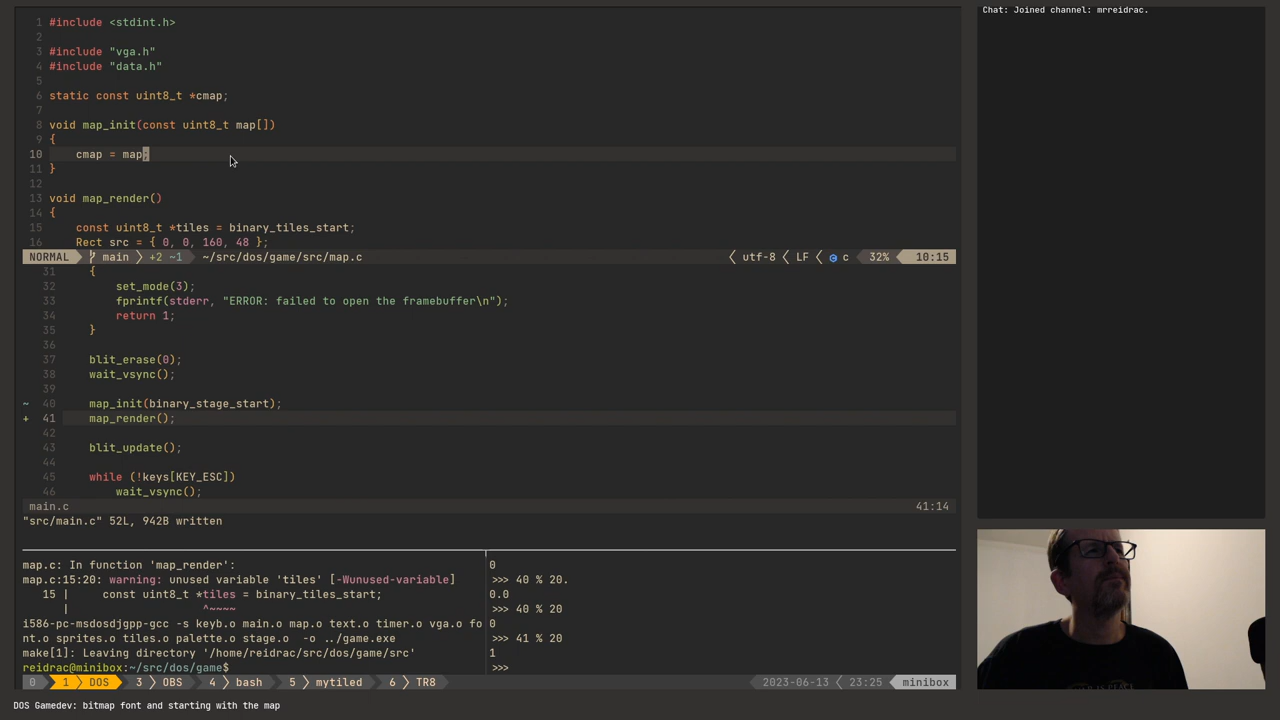 Chat: Joined channel: mrreidrac.
1 #include <stdint.h>
2
3 #include "vga.h"
4 #include "data.h"
5
6 static const uint8_t *cmap;
7
8 void map_init(const uint8_t map[])
9 {
10     cmap = map;
11 }
12
13 void map_render()
14 {
15     const uint8_t *tiles = binary_tiles_start;
16     Rect src = { 0, 0, 160, 48 };
NORMAL main +2 ~1 ~/src/dos/game/src/map.c utf-8 LF c 32% 10:15
31     {
32         set_mode(3);
33         fprintf(stderr, "ERROR: failed to open the framebuffer\n");
34         return 1;
35     }
36
37     blit_erase(0);
38     wait_vsync();
39
~ 40     map_init(binary_stage_start);
+ 41     map_render();
42
43     blit_update();
44
45     while (!keys[KEY_ESC])
46         wait_vsync();
main.c 41:14
"src/main.c" 52L, 942B written
map.c: In function 'map_render':
map.c:15:20: warning: unused variable 'tiles' [-Wunused-variable]
15 |     const uint8_t *tiles = binary_tiles_start;
|                    ^~~~~
i586-pc-msdosdjgpp-gcc -s keyb.o main.o map.o text.o timer.o vga.o fo
nt.o sprites.o tiles.o palette.o stage.o  -o ../game.exe
make[1]: Leaving directory '/home/reidrac/src/dos/game/src'
reidrac@minibox:~/src/dos/game$
0
>>> 40 % 20.
0.0
>>> 40 % 20
0
>>> 41 % 20
1
>>>
0 1 DOS 3 OBS 4 bash 5 mytiled 6 TR8 2023-06-13 23:25 minibox
DOS Gamedev: bitmap font and starting with the map